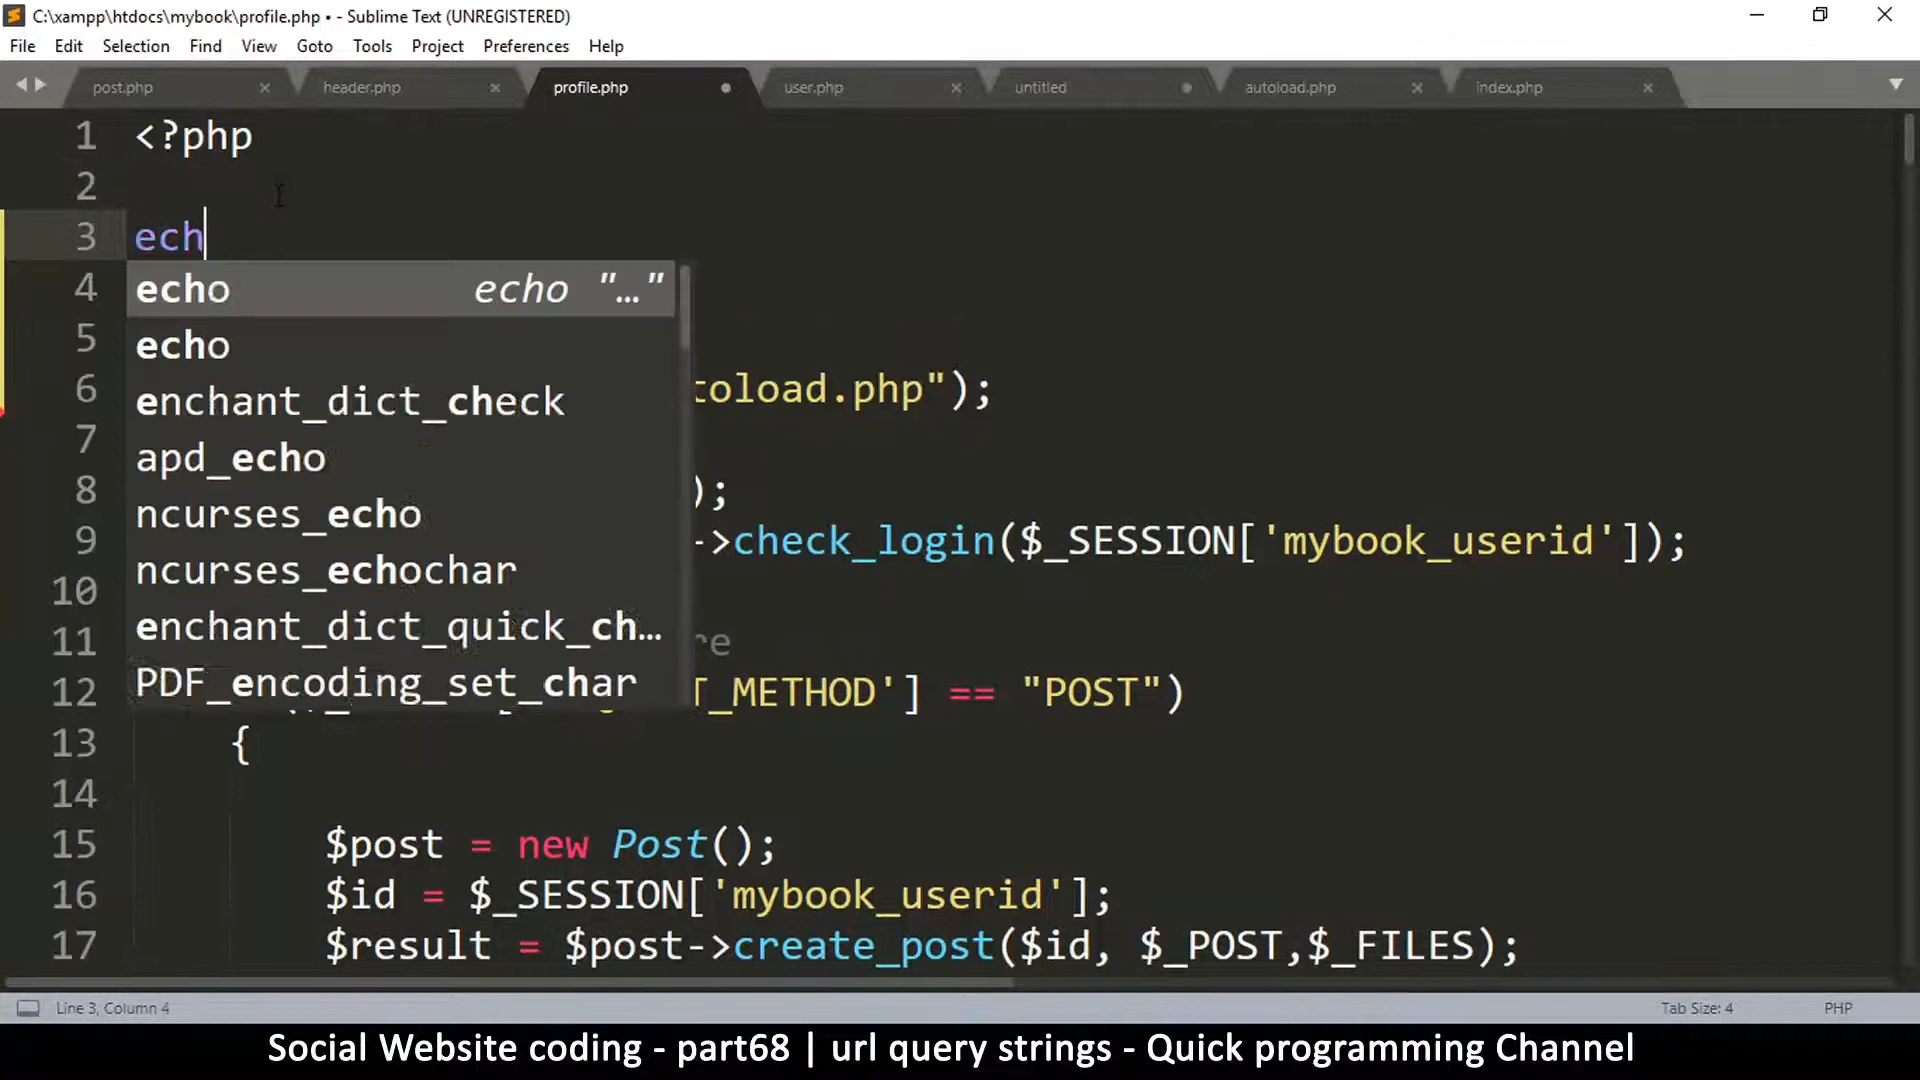 C:\xampp\htdocs\mybook\profile.php • - Sublime Text (UNREGISTERED)
File Edit Selection Find View Goto Tools Project Preferences Help
post.php header.php profile.php user.php untitled autoload.php index.php
1 <?php
2
3 ech
4 echo echo "…"
5 echo
6 enchant_dict_check toload.php");
7 apd_echo
8 ncurses_echo );
9 ncurses_echochar ->check_login($_SESSION['mybook_userid']);
10
11 enchant_dict_quick_ch… re
12 PDF_encoding_set_char T_METHOD'] == "POST")
13 {
14
15 $post = new Post();
16 $id = $_SESSION['mybook_userid'];
17 $result = $post->create_post($id, $_POST,$_FILES);
Line 3, Column 4 Tab Size: 4 PHP
Social Website coding - part68 | url query strings - Quick programming Channel